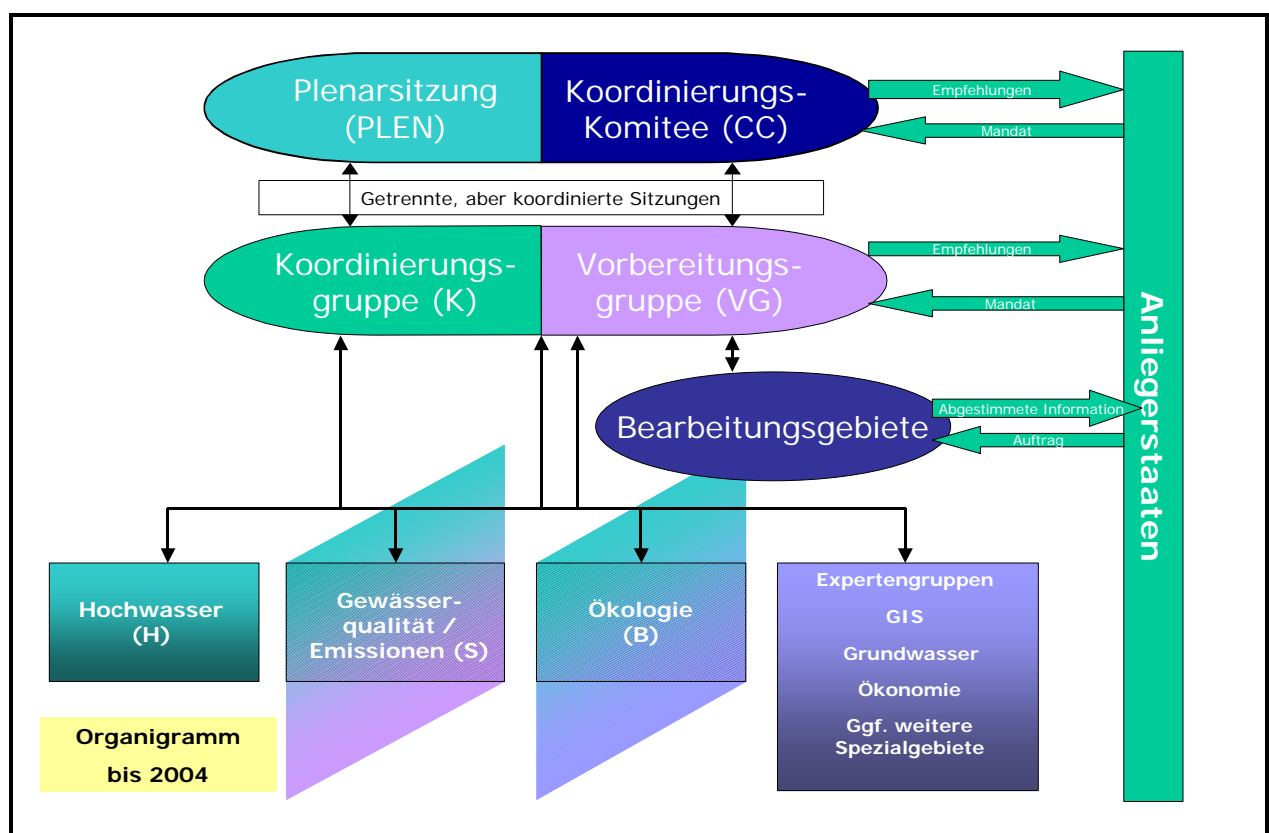 Plenarsitzung
(PLEN)
Koordinierungs-
Komitee (CC)
Empfehlungen
Mandat
Getrennte, aber koordinierte Sitzungen
Koordinierungs-
gruppe (K)
Vorbereitungs-
gruppe (VG)
Empfehlungen
Mandat
Anliegerstaaten
Bearbeitungsgebiete
Abgestimmete Information
Auftrag
Hochwasser
(H)
Gewässer-
qualität /
Emissionen (S)
Ökologie
(B)
Expertengruppen
GIS
Grundwasser
Ökonomie
Ggf. weitere
Spezialgebiete
Organigramm
bis 2004